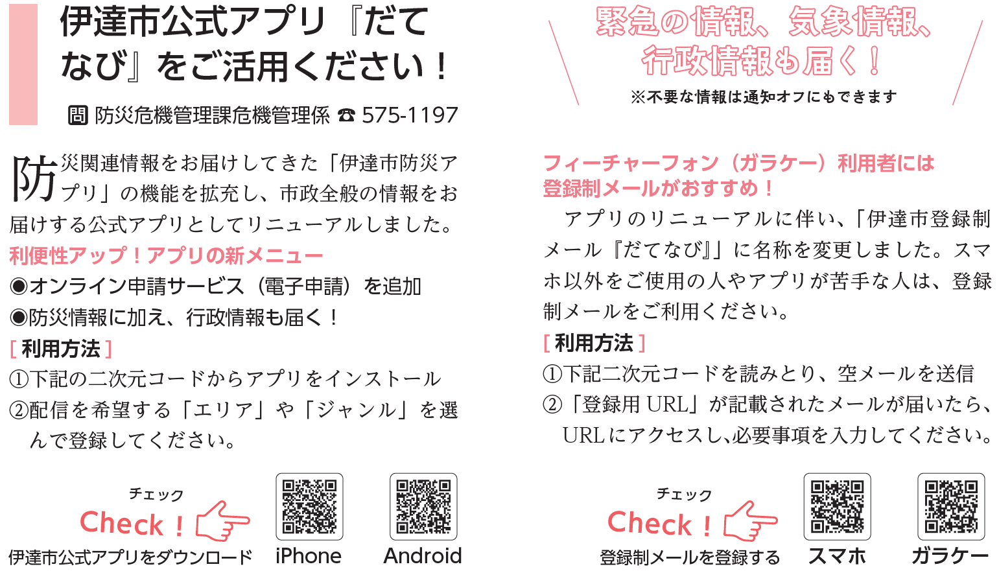 伊達市公式アプリ『だて
なび』をご活用ください！
問 防災危機管理課危機管理係 ☎ 575-1197
防災関連情報をお届けしてきた「伊達市防災ア
プリ」の機能を拡充し、市政全般の情報をお
届けする公式アプリとしてリニューアルしました。
利便性アップ！アプリの新メニュー
◉オンライン申請サービス（電子申請）を追加
◉防災情報に加え、行政情報も届く！
[ 利用方法 ]
①下記の二次元コードからアプリをインストール
②配信を希望する「エリア」や「ジャンル」を選
んで登録してください。
チェック
Check！
伊達市公式アプリをダウンロード
iPhone
Android
緊急の情報、気象情報、
行政情報も届く！
※不要な情報は通知オフにもできます
フィーチャーフォン（ガラケー）利用者には
登録制メールがおすすめ！
アプリのリニューアルに伴い、「伊達市登録制
メール『だてなび』」に名称を変更しました。スマ
ホ以外をご使用の人やアプリが苦手な人は、登録
制メールをご利用ください。
[ 利用方法 ]
①下記二次元コードを読みとり、空メールを送信
②「登録用 URL」が記載されたメールが届いたら、
URLにアクセスし、必要事項を入力してください。
チェック
Check！
登録制メールを登録する
スマホ
ガラケー